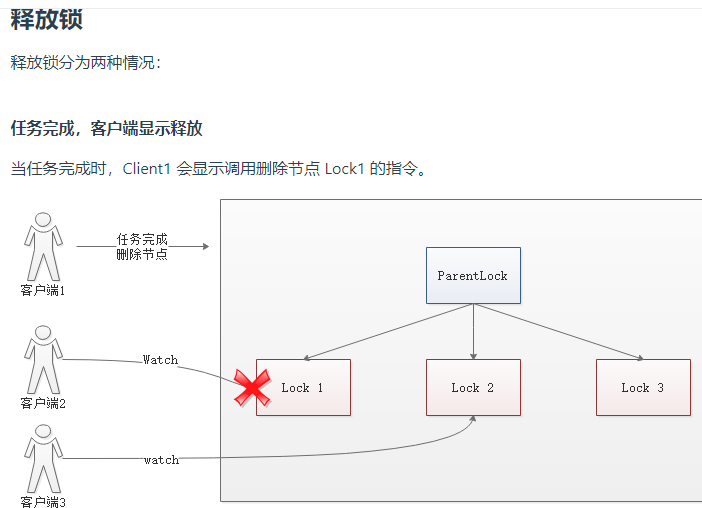 释放锁
释放锁分为两种情况：
任务完成，客户端显示释放
当任务完成时，Client1 会显示调用删除节点 Lock1 的指令。
任务完成
删除节点
客户端1
ParentLock
Watch
Lock 1
Lock 2
Lock 3
客户端2
watch
客户端3